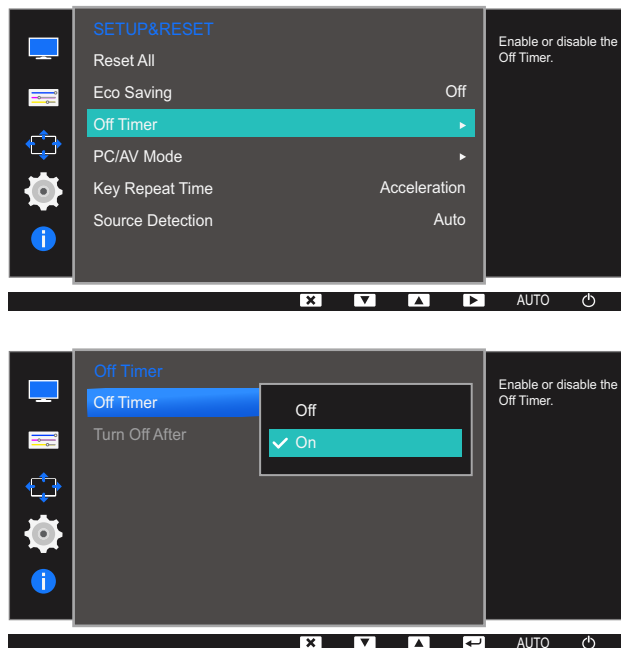 SETUP&RESET
Reset All
Eco Saving Off
Off Timer
PC/AV Mode
Key Repeat Time Acceleration
Source Detection Auto
Enable or disable the
Off Timer.
AUTO
Off Timer
Off Timer
Turn Off After
Off
On
Enable or disable the
Off Timer.
AUTO